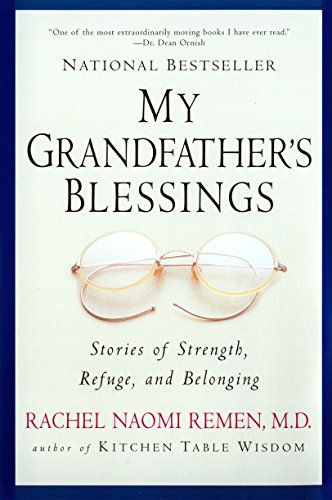 "One of the most extraordinarily moving books I have ever read."
—Dr. Dean Ornish
NATIONAL BESTSELLER
MY
GRANDFATHER'S
BLESSINGS
Stories of Strength,
Refuge, and Belonging
RACHEL NAOMI REMEN, M.D.
author of KITCHEN TABLE WISDOM